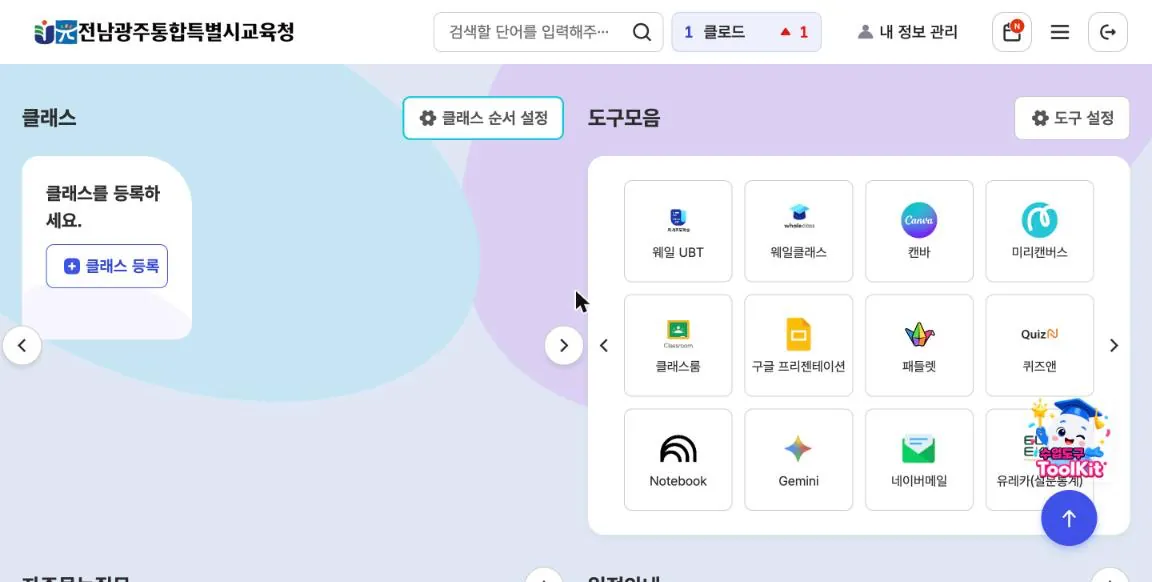 전남광주통합특별시교육청
검색할 단어를 입력해주…
1 클로드 ▲ 1
내 정보 관리
N
클래스
클래스 순서 설정
클래스를 등록하
세요.
클래스 등록
도구모음
도구 설정
웨일 UBT
whaleclass
웨일클래스
Canva
캔바
미리캔버스
Classroom
클래스룸
구글 프리젠테이션
패들렛
QuizN
퀴즈앤
Notebook
Gemini
네이버메일
유레카(설문통계)
수업도구
ToolKit